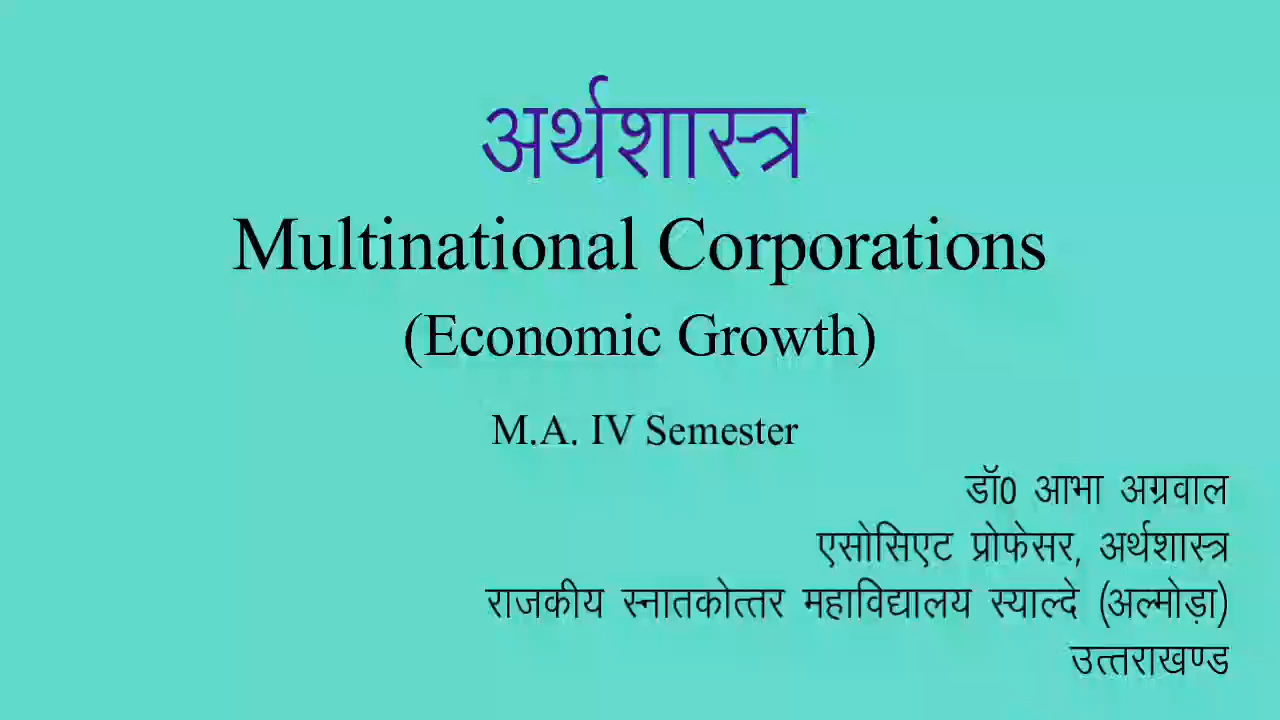 अर्थशास्त्र
Multinational Corporations
(Economic Growth)
M.A. IV Semester
डॉ0 आभा अग्रवाल
एसोसिएट प्रोफेसर, अर्थशास्त्र
राजकीय स्नातकोत्तर महाविद्यालय स्याल्दे (अल्मोड़ा)
उत्तराखण्ड